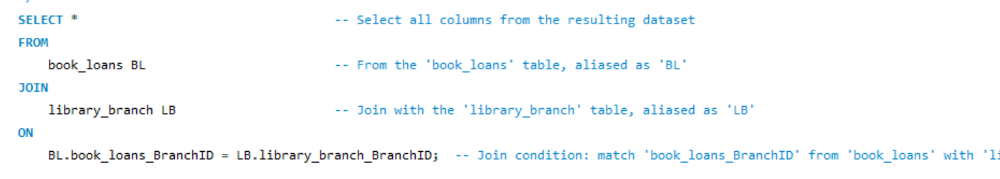 SELECT * -- Select all columns from the resulting dataset
FROM
book_loans BL -- From the 'book_loans' table, aliased as 'BL'
JOIN
library_branch LB -- Join with the 'library_branch' table, aliased as 'LB'
ON
BL.book_loans_BranchID = LB.library_branch_BranchID; -- Join condition: match 'book_loans_BranchID' from 'book_loans' with